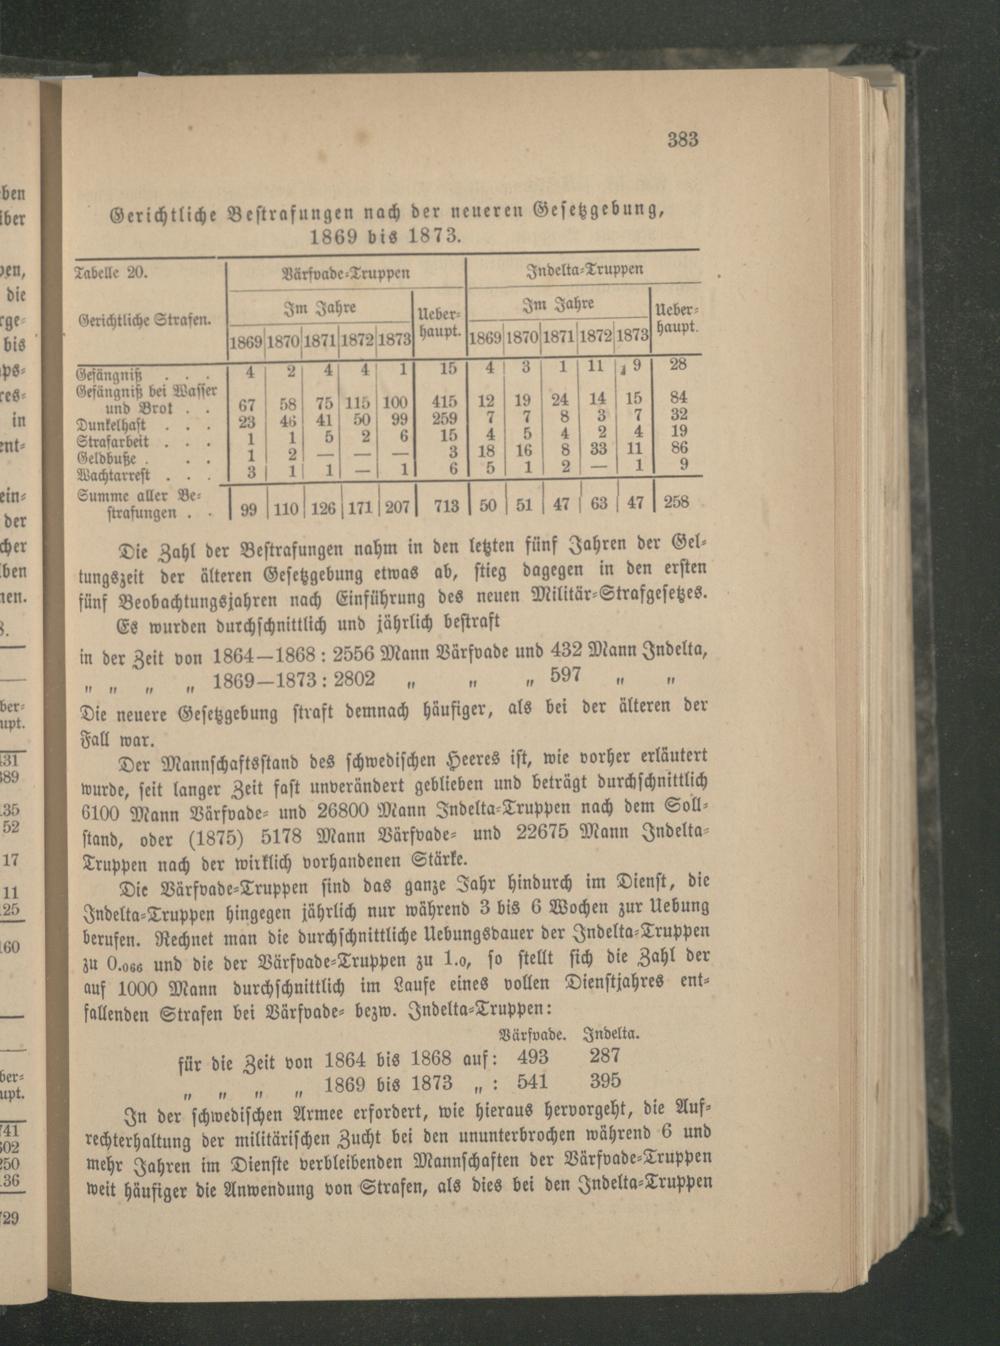 383
Gerichtliche Bestrafungen nach der neueren Gesetzgebung,
1869 bis 1873.
Tabelle 20. Värfvade-Truppen Indelta-Truppen
Gerichtliche Strafen. Im Jahre Ueber-haupt. Im Jahre Ueber-haupt.
1869 1870 1871 1872 1873 1869 1870 1871 1872 1873
Gefängniß . . . 4 2 4 4 1 15 4 3 1 11 9 28
Gefängniß bei Wasser
und Brot . . 67 58 75 115 100 415 12 19 24 14 15 84
Dunkelhaft . . . 23 46 41 50 99 259 7 7 8 3 7 32
Strafarbeit . . . 1 1 5 2 6 15 4 5 4 2 4 19
Geldbuße . . . 1 2 — — — 3 18 16 8 33 11 86
Wachtarrest . . . 3 1 1 — 1 6 5 1 2 — 1 9
Summe aller Be-
strafungen . . 99 110 126 171 207 713 50 51 47 63 47 258
Die Zahl der Bestrafungen nahm in den letzten fünf Jahren der Gel-
tungszeit der älteren Gesetzgebung etwas ab, stieg dagegen in den ersten
fünf Beobachtungsjahren nach Einführung des neuen Militär-Strafgesetzes.
Es wurden durchschnittlich und jährlich bestraft
in der Zeit von 1864—1868 : 2556 Mann Värfvade und 432 Mann Indelta,
" " " " 1869—1873 : 2802 " " " 597 " "
Die neuere Gesetzgebung straft demnach häufiger, als bei der älteren der
Fall war.
Der Mannschaftsstand des schwedischen Heeres ist, wie vorher erläutert
wurde, seit langer Zeit fast unverändert geblieben und beträgt durchschnittlich
6100 Mann Värfvade- und 26800 Mann Indelta-Truppen nach dem Soll-
stand, oder (1875) 5178 Mann Värfvade- und 22675 Mann Indelta-
Truppen nach der wirklich vorhandenen Stärke.
Die Värfvade-Truppen sind das ganze Jahr hindurch im Dienst, die
Indelta-Truppen hingegen jährlich nur während 3 bis 6 Wochen zur Uebung
berufen. Rechnet man die durchschnittliche Uebungsdauer der Indelta-Truppen
zu 0.066 und die der Värfvade-Truppen zu 1.0, so stellt sich die Zahl der
auf 1000 Mann durchschnittlich im Laufe eines vollen Dienstjahres ent-
fallenden Strafen bei Värfvade- bezw. Indelta-Truppen:
Värfvade. Indelta.
für die Zeit von 1864 bis 1868 auf: 493 287
" " " " 1869 bis 1873 " : 541 395
In der schwedischen Armee erfordert, wie hieraus hervorgeht, die Auf-
rechterhaltung der militärischen Zucht bei den ununterbrochen während 6 und
mehr Jahren im Dienste verbleibenden Mannschaften der Värfvade-Truppen
weit häufiger die Anwendung von Strafen, als dies bei den Indelta-Truppen